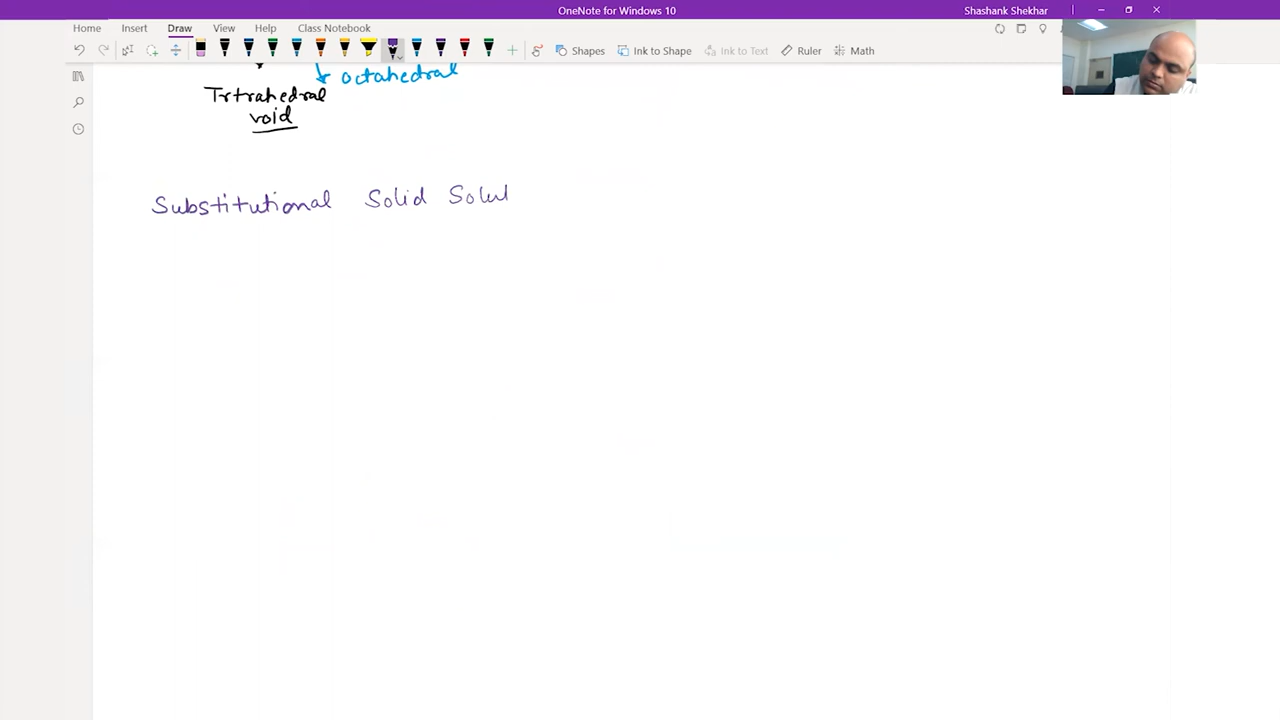 OneNote for Windows 10
Shashank Shekhar
Home Insert Draw View Help Class Notebook
Shapes Ink to Shape Ink to Text Ruler Math
octahedral
Trtrahedral
void
Substitutional Solid Solut